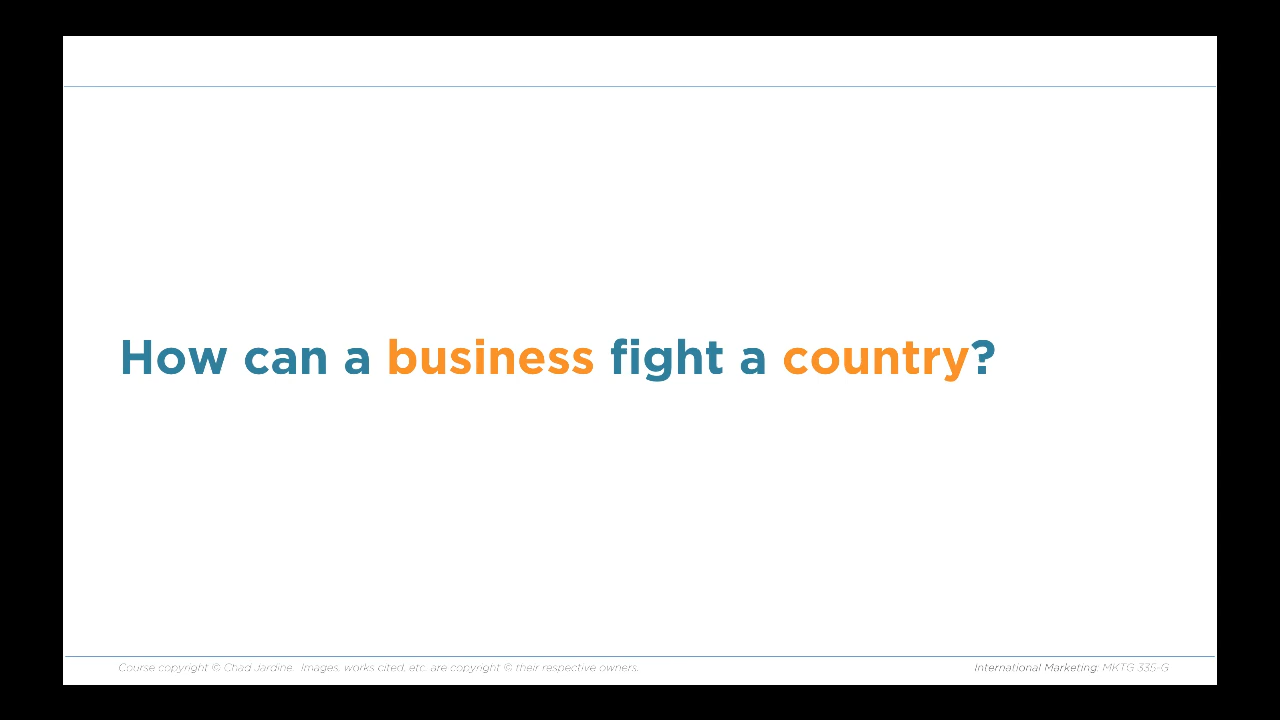 How can a business fight a country?
Course copyright © Chad Jardine. Images, works cited, etc. are copyright © their respective owners.
International Marketing: MKTG 335-G